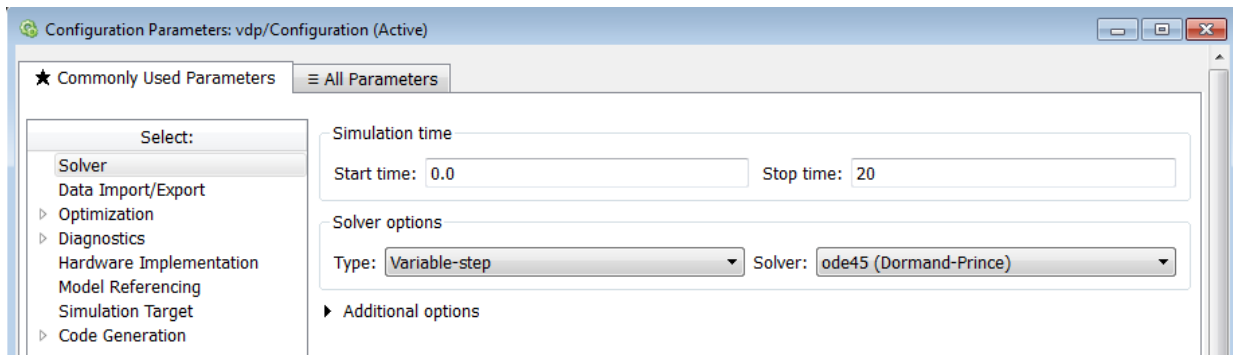 Configuration Parameters: vdp/Configuration (Active)
★ Commonly Used Parameters
≡ All Parameters
Select:
Solver
Data Import/Export
Optimization
Diagnostics
Hardware Implementation
Model Referencing
Simulation Target
Code Generation
Simulation time
Start time: 0.0 Stop time: 20
Solver options
Type: Variable-step Solver: ode45 (Dormand-Prince)
Additional options